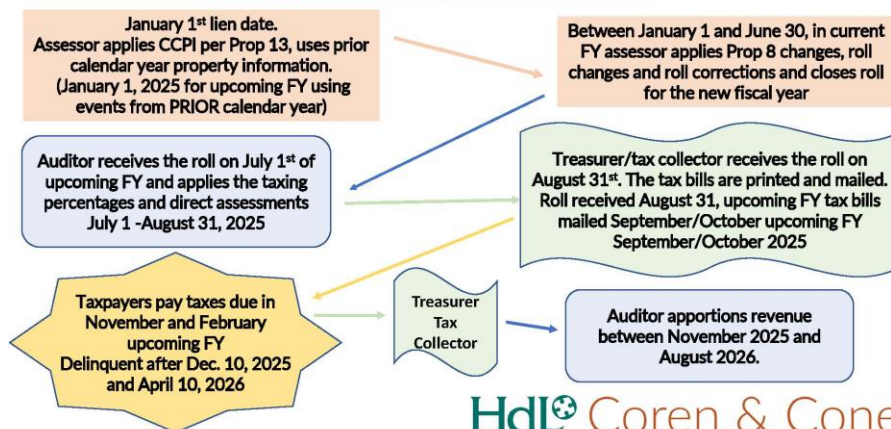 January 1st lien date.
Assessor applies CCPI per Prop 13, uses prior
calendar year property information.
(January 1, 2025 for upcoming FY using
events from PRIOR calendar year)
Between January 1 and June 30, in current
FY assessor applies Prop 8 changes, roll
changes and roll corrections and closes roll
for the new fiscal year
Auditor receives the roll on July 1st of
upcoming FY and applies the taxing
percentages and direct assessments
July 1 -August 31, 2025
Treasurer/tax collector receives the roll on
August 31st. The tax bills are printed and mailed.
Roll received August 31, upcoming FY tax bills
mailed September/October upcoming FY
September/October 2025
Taxpayers pay taxes due in
November and February
upcoming FY
Delinquent after Dec. 10, 2025
and April 10, 2026
Treasurer
Tax
Collector
Auditor apportions revenue
between November 2025 and
August 2026.
HdL Coren & Cone